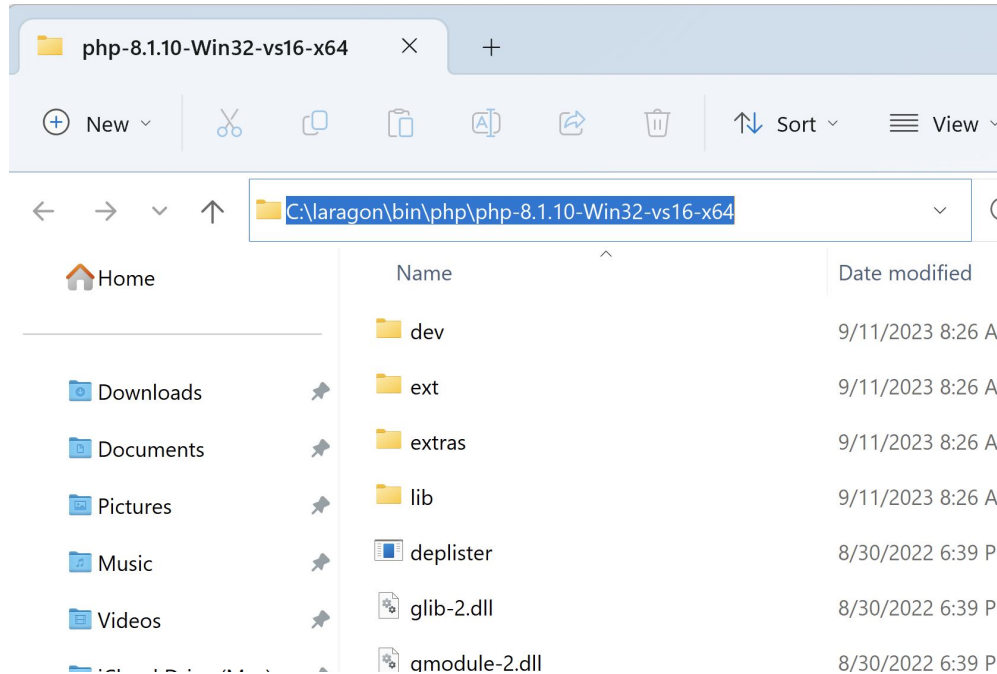 php-8.1.10-Win32-vs16-x64
New
Sort
View
C:\laragon\bin\php\php-8.1.10-Win32-vs16-x64
Home
Name
Date modified
dev
9/11/2023 8:26 A
ext
9/11/2023 8:26 A
Downloads
extras
9/11/2023 8:26 A
Documents
lib
9/11/2023 8:26 A
Pictures
deplister
8/30/2022 6:39 P
Music
glib-2.dll
8/30/2022 6:39 P
Videos
gmodule-2.dll
8/30/2022 6:39 P